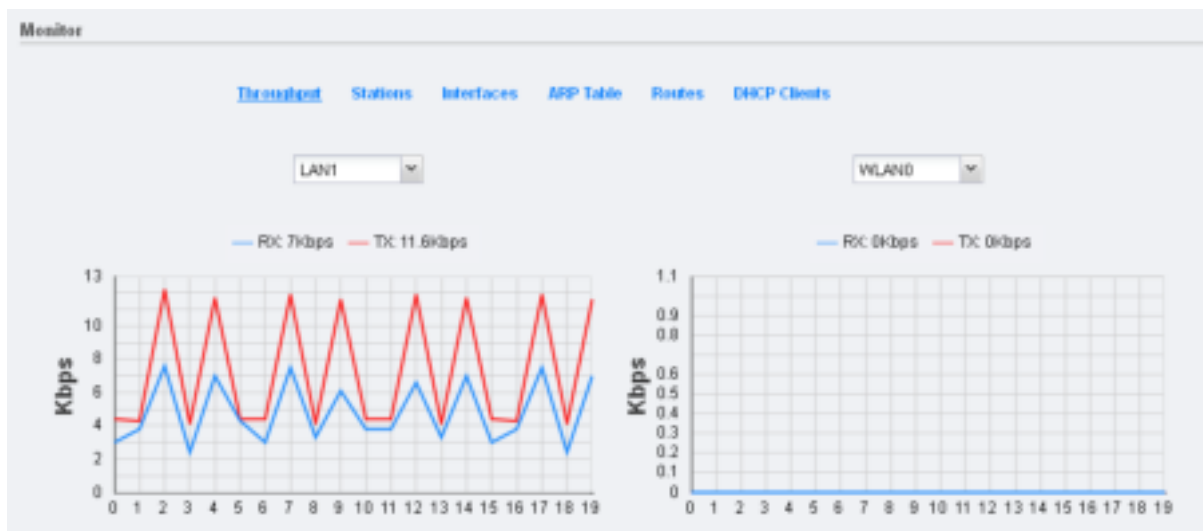 Monitor
Throughput Stations Interfaces ARP Table Routes DHCP Clients
LAN1 WLAN0
RX: 7Kbps TX: 11.6Kbps RX: 0Kbps TX: 0Kbps
13
10
8
6
4
2
0
Kbps
0 1 2 3 4 5 6 7 8 9 10 11 12 13 14 15 16 17 18 19
1.1
0.9
0.8
0.6
0.5
0.4
0.3
0.2
0.1
0
Kbps
0 1 2 3 4 5 6 7 8 9 10 11 12 13 14 15 16 17 18 19